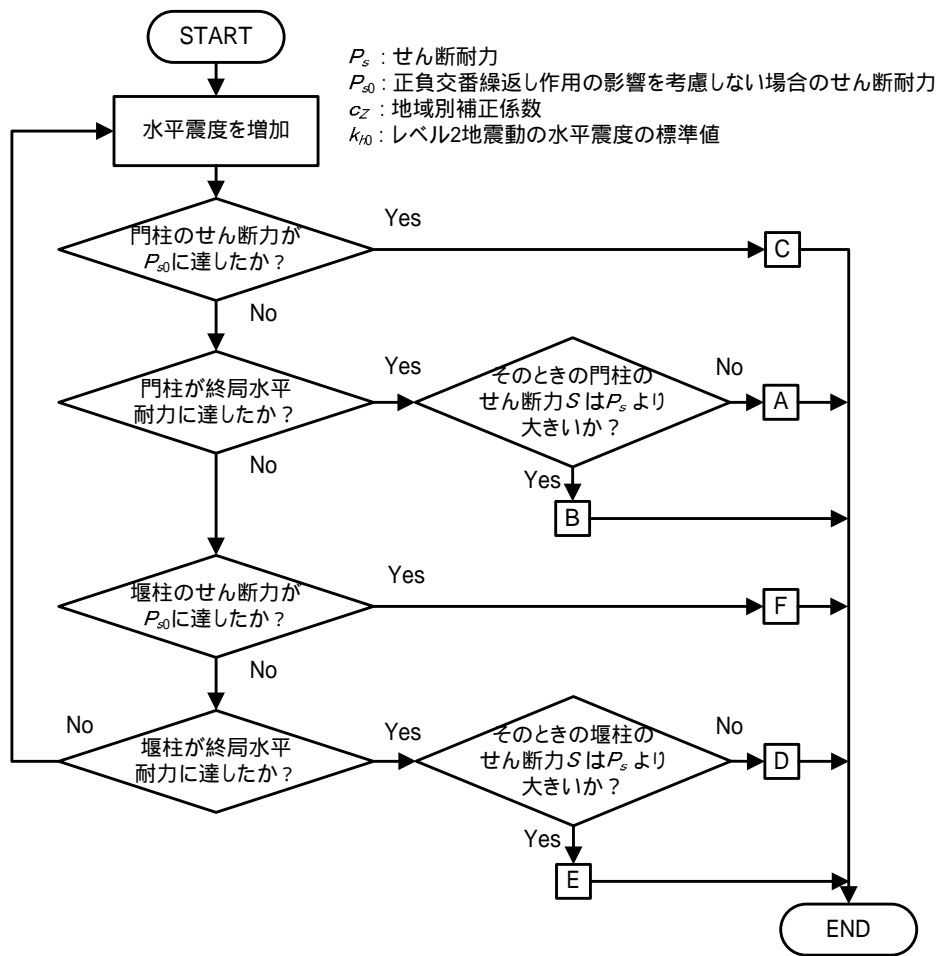 START
P_s : せん断耐力
P_s0 : 正負交番繰返し作用の影響を考慮しない場合のせん断耐力
c_Z : 地域別補正係数
k_h0 : レベル2地震動の水平震度の標準値
水平震度を増加
門柱のせん断力が
P_s0に達したか？
Yes
C
No
門柱が終局水平
耐力に達したか？
Yes
そのときの門柱の
せん断力SはP_sより
大きいか？
No
A
Yes
B
No
堰柱のせん断力が
P_s0に達したか？
Yes
F
No
堰柱が終局水平
耐力に達したか？
No
Yes
そのときの堰柱の
せん断力SはP_sより
大きいか？
No
D
Yes
E
END